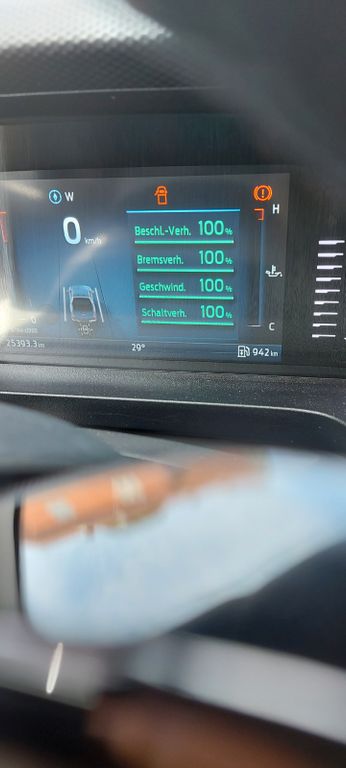 W
H
0
km/h
Beschl.-Verh. 100%
Bremsverh. 100%
Geschwind. 100%
Schaltverh. 100%
C
25393.3 km
29°
942 km